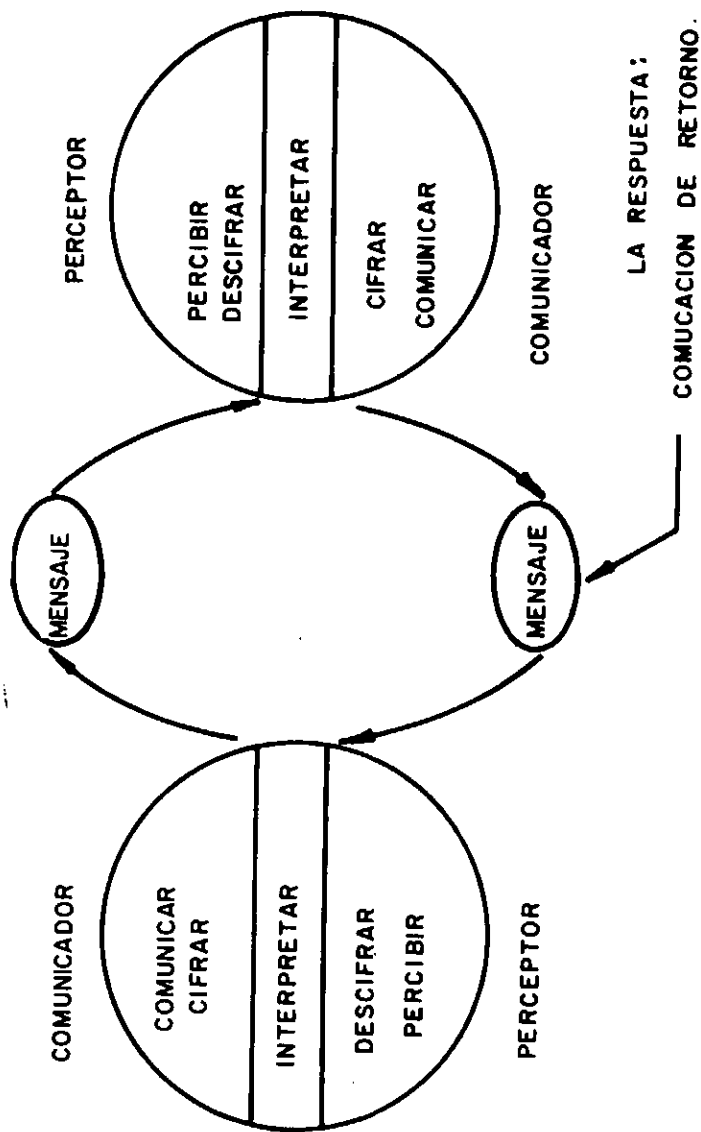 COMUNICADOR
COMUNICAR
CIFRAR
INTERPRETAR
DESCIFRAR
PERCIBIR
PERCEPTOR
MENSAJE
MENSAJE
PERCEPTOR
PERCIBIR
DESCIFRAR
INTERPRETAR
CIFRAR
COMUNICAR
COMUNICADOR
LA RESPUESTA:
COMUCACION DE RETORNO.